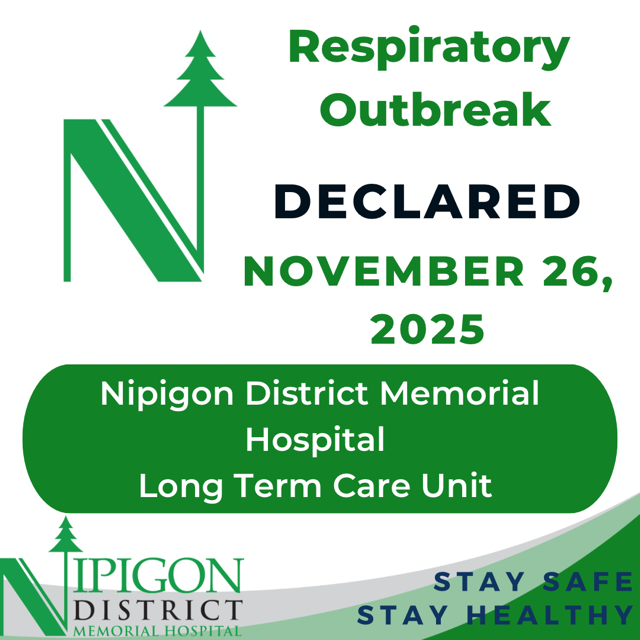 Respiratory
Outbreak
DECLARED
NOVEMBER 26,
2025
Nipigon District Memorial
Hospital
Long Term Care Unit
NIPIGON
DISTRICT
MEMORIAL HOSPITAL
STAY SAFE
STAY HEALTHY